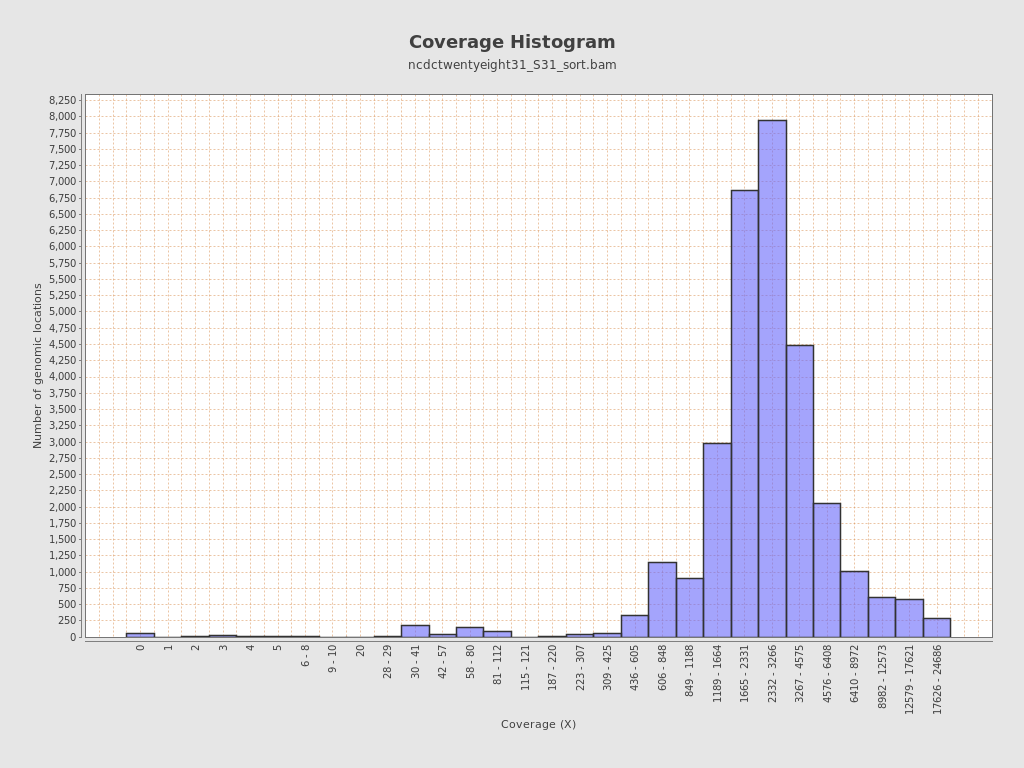 Coverage Histogram
ncdctwentyeight31_S31_sort.bam
Number of genomic locations
8,250
8,000
7,750
7,500
7,250
7,000
6,750
6,500
6,250
6,000
5,750
5,500
5,250
5,000
4,750
4,500
4,250
4,000
3,750
3,500
3,250
3,000
2,750
2,500
2,250
2,000
1,750
1,500
1,250
1,000
750
500
250
0
0
1
2
3
4
5
6 - 8
9 - 10
20
28 - 29
30 - 41
42 - 57
58 - 80
81 - 112
115 - 121
187 - 220
223 - 307
309 - 425
436 - 605
606 - 848
849 - 1188
1189 - 1664
1665 - 2331
2332 - 3266
3267 - 4575
4576 - 6408
6410 - 8972
8982 - 12573
12579 - 17621
17626 - 24686
Coverage (X)